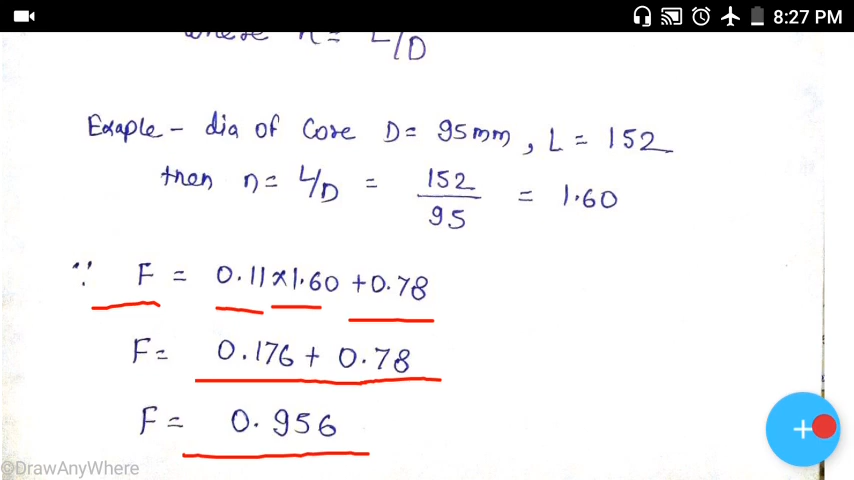 8:27 PM
where n = L/D
Exaple - dia of Core D = 95mm, L = 152
then n = L/D = 152/95 = 1.60
∵ F = 0.11×1.60 +0.78
F= 0.176 + 0.78
F= 0.956
©DrawAnyWhere